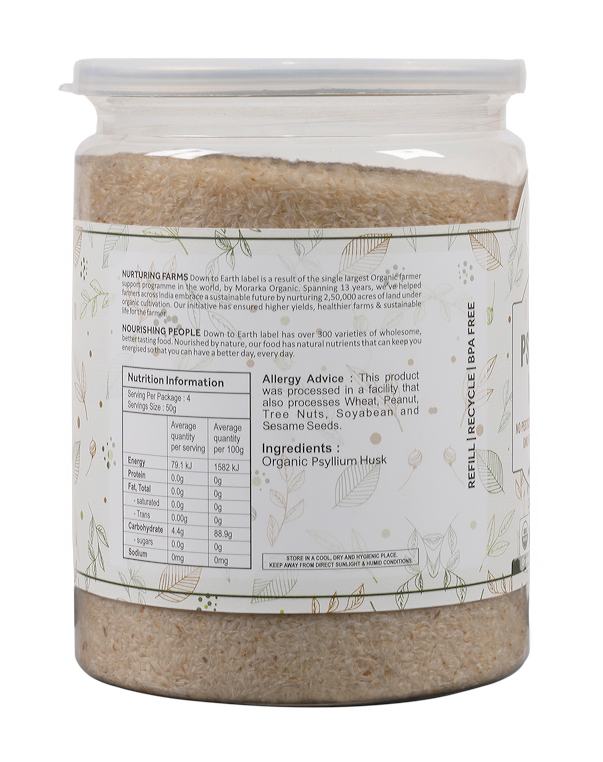 NURTURING FARMS Down to Earth label is a result of the single largest Organic farmer
support programme in the world, by Morarka Organic. Spanning 13 years, we've helped
farmers across India embrace a sustainable future by nurturing 2,50,000 acres of land under
organic cultivation. Our initiative has ensured higher yields, healthier farms & sustainable
life for the farmer
NOURISHING PEOPLE Down to Earth label has over 300 varieties of wholesome,
better tasting food. Nourished by nature, our food has natural nutrients that can keep you
energised so that you can have a better day, every day.
Nutrition Information
Serving Per Package : 4
Servings Size : 50g
Average quantity per serving Average quantity per 100g
Energy 79.1 kJ 1582 kJ
Protein 0.0g 0g
Fat, Total 0.0g 0g
- saturated 0.0g 0g
- Trans 0.00g 0g
Carbohydrate 4.4g 88.9g
- sugars 0.0g 0g
Sodium 0mg 0mg
Allergy Advice : This product
was processed in a facility that
also processes Wheat, Peanut,
Tree Nuts, Soyabean and
Sesame Seeds.
Ingredients :
Organic Psyllium Husk
STORE IN A COOL, DRY AND HYGIENIC PLACE.
KEEP AWAY FROM DIRECT SUNLIGHT & HUMID CONDITIONS
REFILL | RECYCLE | BPA FREE